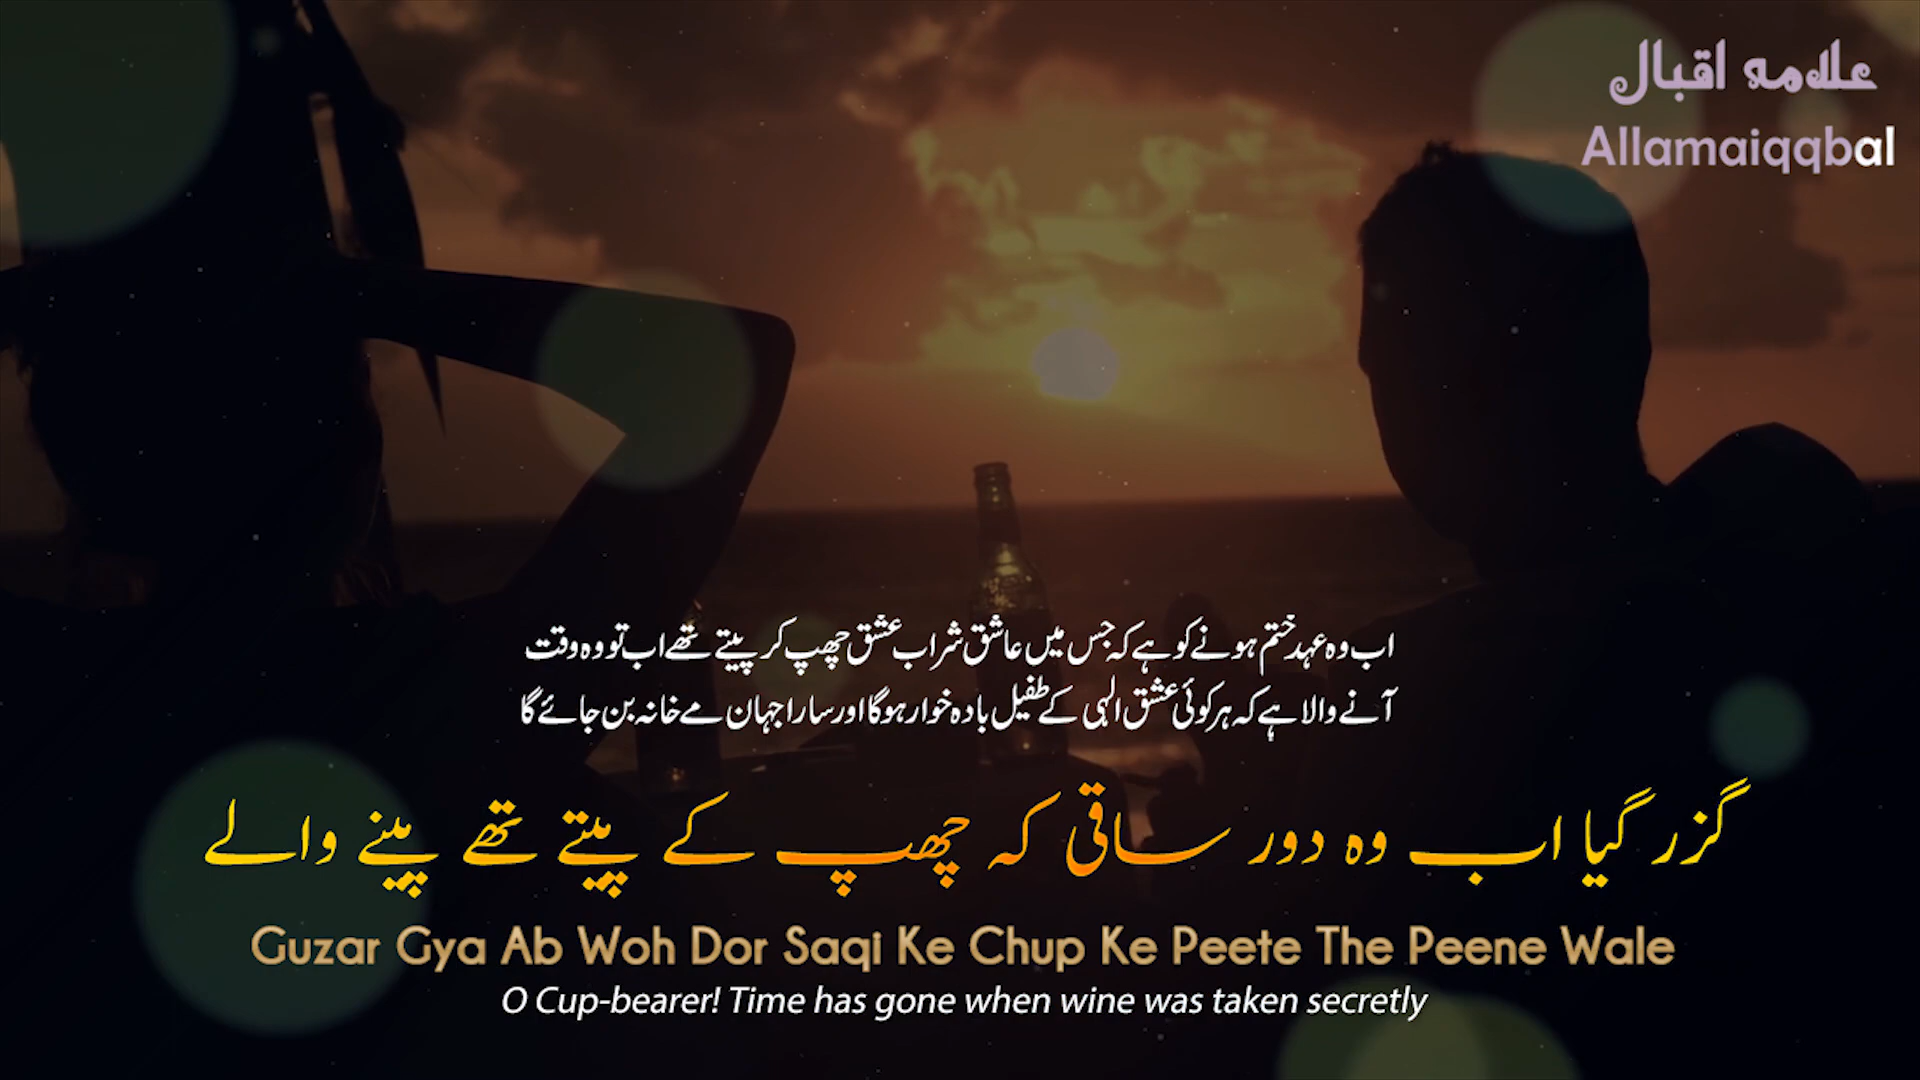 علامہ اقبال
Allamaiqqbal
اب وہ عہد ختم ہونے کو ہے کہ جس میں عاشق شراب عشق چھپ کر پیتے تھے اب تو وہ وقت
آنے والا ہے کہ ہر کوئی عشق الہی کے طفیل بادہ خوار ہوگا اور سارا جہان مے خانہ بن جائے گا
گزر گیا اب وہ دور ساقی کہ چھپ کے پیتے تھے پینے والے
Guzar Gya Ab Woh Dor Saqi Ke Chup Ke Peete The Peene Wale
O Cup-bearer! Time has gone when wine was taken secretly